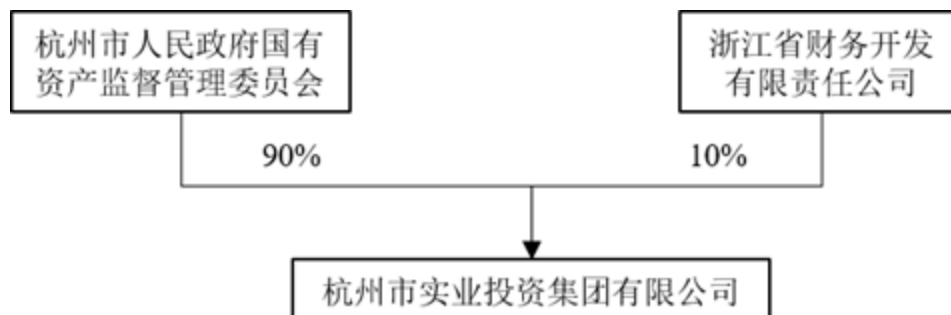 杭州市人民政府国有
资产监督管理委员会
浙江省财务开发
有限责任公司
90%
10%
杭州市实业投资集团有限公司